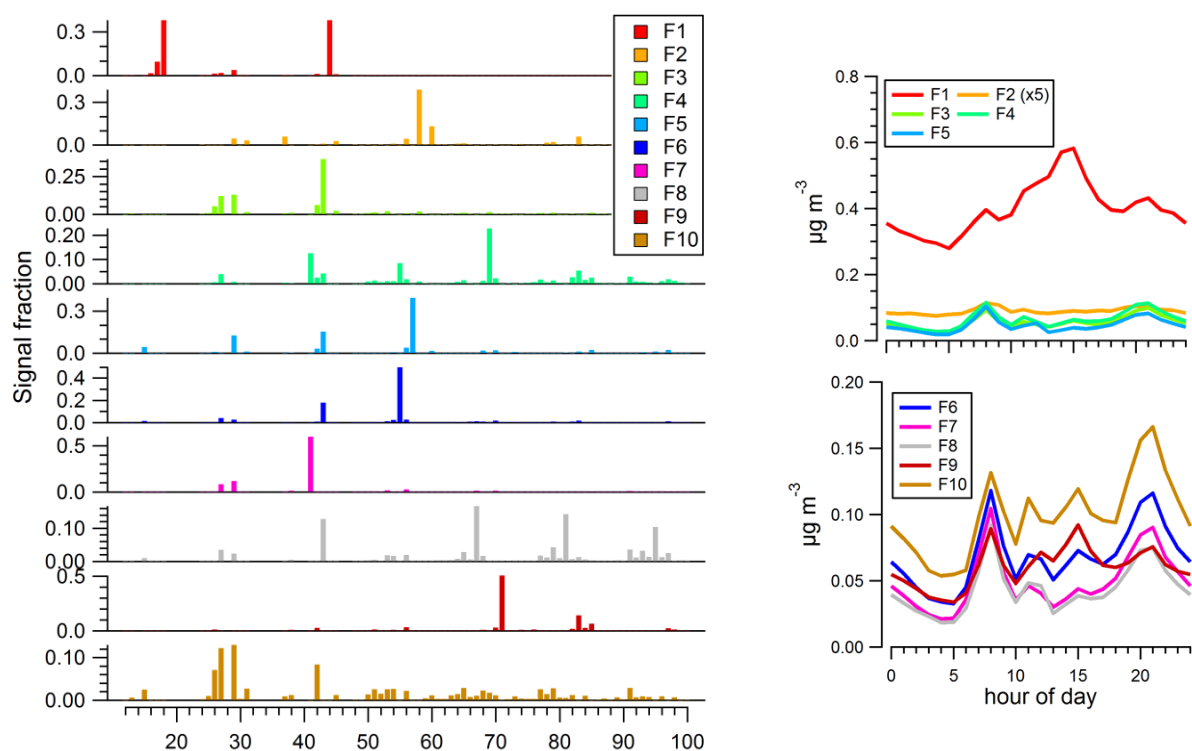 Signal fraction
0.3
0.0
0.3
0.0
0.25
0.00
0.20
0.00
0.3
0.0
0.4
0.2
0.0
0.5
0.0
0.10
0.00
0.5
0.0
0.10
0.00
20 30 40 50 60 70 80 90 100
F1
F2
F3
F4
F5
F6
F7
F8
F9
F10
µg m⁻³
0.8
0.6
0.4
0.2
0.0
F1 F2 (x5)
F3 F4
F5
µg m⁻³
0.20
0.15
0.10
0.05
0.00
F6
F7
F8
F9
F10
0 5 10 15 20
hour of day